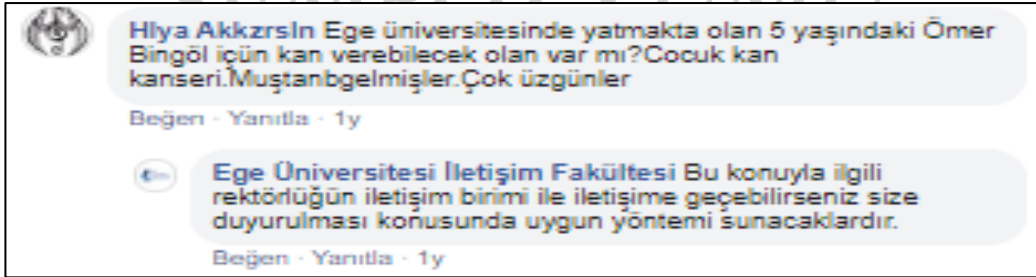 Hlya Akkzrsln Ege üniversitesinde yatmakta olan 5 yaşındaki Ömer
Bingöl içün kan verebilecek olan var mı?Cocuk kan
kanseri.Muştanbgelmişler.Çok üzgünler
Beğen · Yanıtla · 1y
Ege Üniversitesi İletişim Fakültesi Bu konuyla ilgili
rektörlüğün iletişim birimi ile iletişime geçebilirseniz size
duyurulması konusunda uygun yöntemi sunacaklardır.
Beğen · Yanıtla · 1y